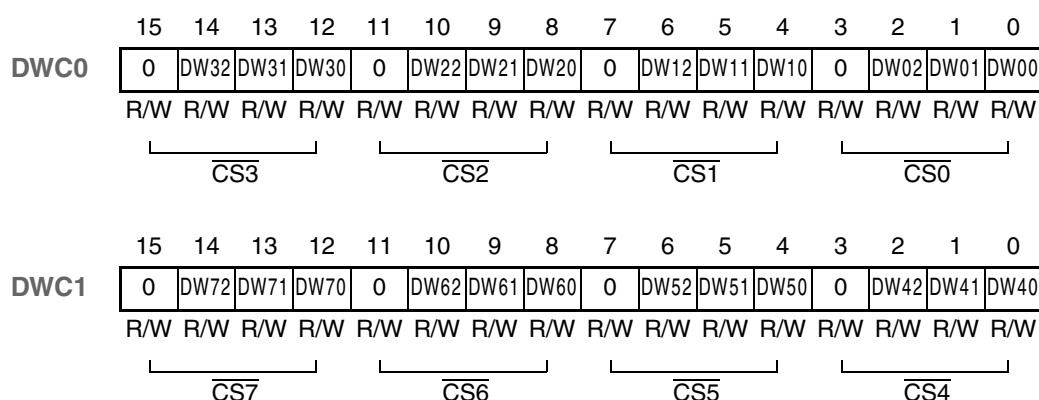 15 14 13 12 11 10 9 8 7 6 5 4 3 2 1 0
DWC0 0 DW32 DW31 DW30 0 DW22 DW21 DW20 0 DW12 DW11 DW10 0 DW02 DW01 DW00
R/W R/W R/W R/W R/W R/W R/W R/W R/W R/W R/W R/W R/W R/W R/W R/W
CS3 CS2 CS1 CS0
15 14 13 12 11 10 9 8 7 6 5 4 3 2 1 0
DWC1 0 DW72 DW71 DW70 0 DW62 DW61 DW60 0 DW52 DW51 DW50 0 DW42 DW41 DW40
R/W R/W R/W R/W R/W R/W R/W R/W R/W R/W R/W R/W R/W R/W R/W R/W
CS7 CS6 CS5 CS4